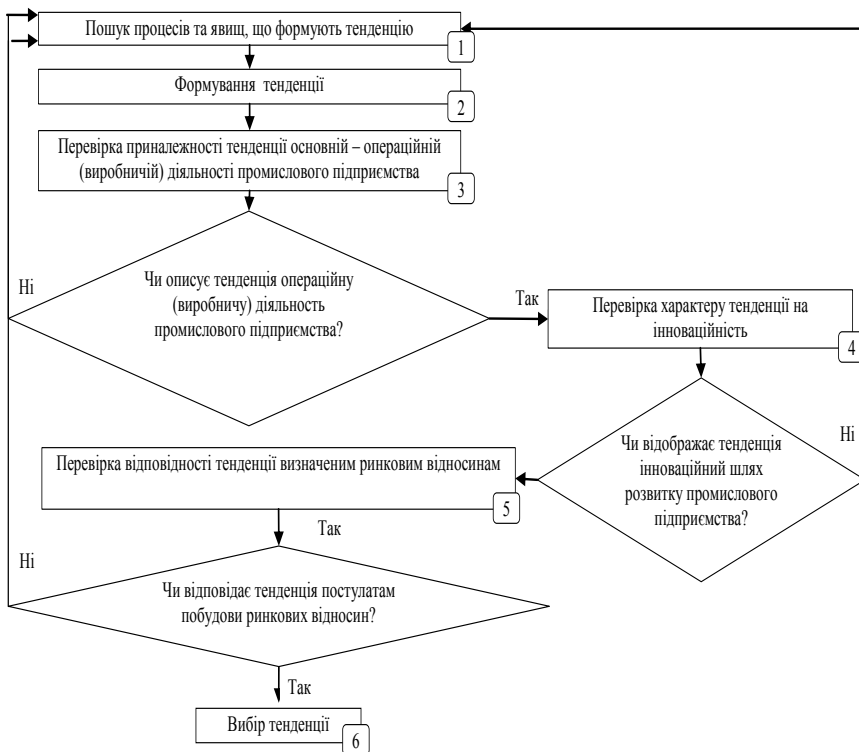 Пошук процесів та явищ, що формують тенденцію
1
Формування тенденції
2
Перевірка приналежності тенденції основній – операційній
(виробничій) діяльності промислового підприємства
3
Ні
Чи описує тенденція операційну
(виробничу) діяльность
промислового підприємства?
Так
Перевірка характеру тенденції на
інноваційність
4
Ні
Чи відображає тенденція
інноваційний шлях
розвитку промислового
підприємства?
Перевірка відповідності тенденції визначеним ринковим відносинам
5
Так
Ні
Чи відповідає тенденція постулатам
побудови ринкових відносин?
Так
Вибір тенденції
6